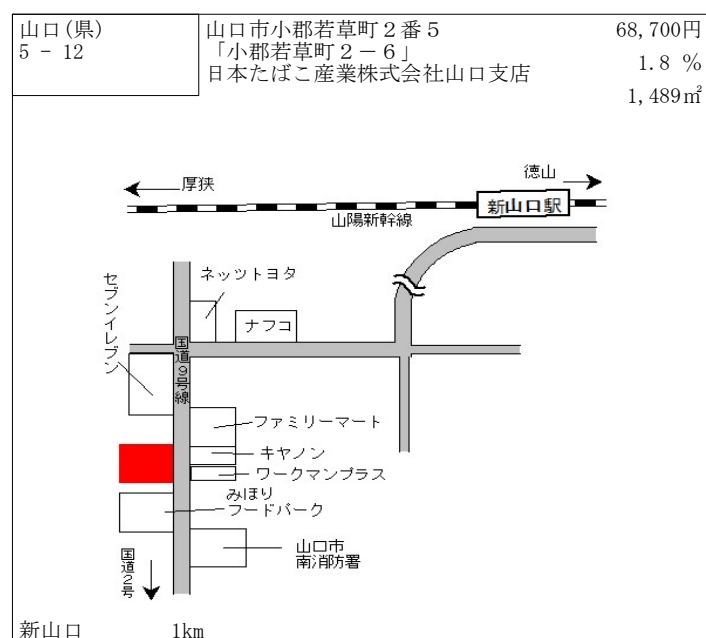 山口(県)
5 - 12
山口市小郡若草町２番５
「小郡若草町２－６」
日本たばこ産業株式会社山口支店
68,700円
1.8 %
1,489㎡
厚狭
徳山
新山口駅
山陽新幹線
ネッツトヨタ
セブンイレブン
ナフコ
国道９号線
ファミリーマート
キヤノン
ワークマンプラス
みほり
フードパーク
山口市
南消防署
国道２号
新山口 1km